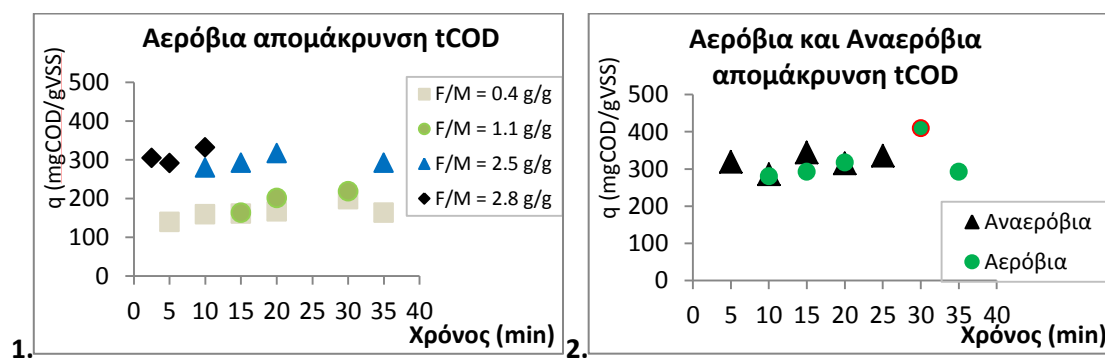 Αερόβια απομάκρυνση tCOD
q (mgCOD/gVSS)
500
400
300
200
100
0
0 5 10 15 20 25 30 35 40
Χρόνος (min)
F/M = 0.4 g/g
F/M = 1.1 g/g
F/M = 2.5 g/g
F/M = 2.8 g/g
1.
Αερόβια και Αναερόβια
απομάκρυνση tCOD
q (mgCOD/gVSS)
500
400
300
200
100
0
0 5 10 15 20 25 30 35 40
Χρόνος (min)
Αναερόβια
Αερόβια
2.